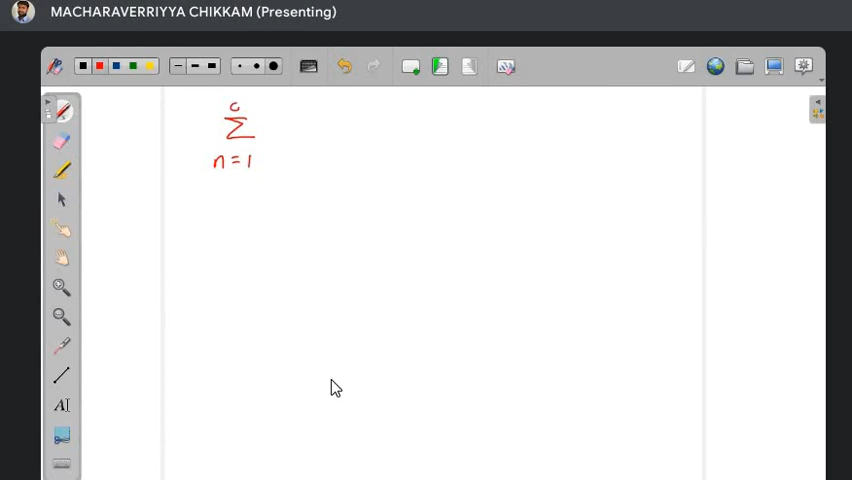 MACHARAVERRIYYA CHIKKAM (Presenting)
c
Σ
n = 1
A